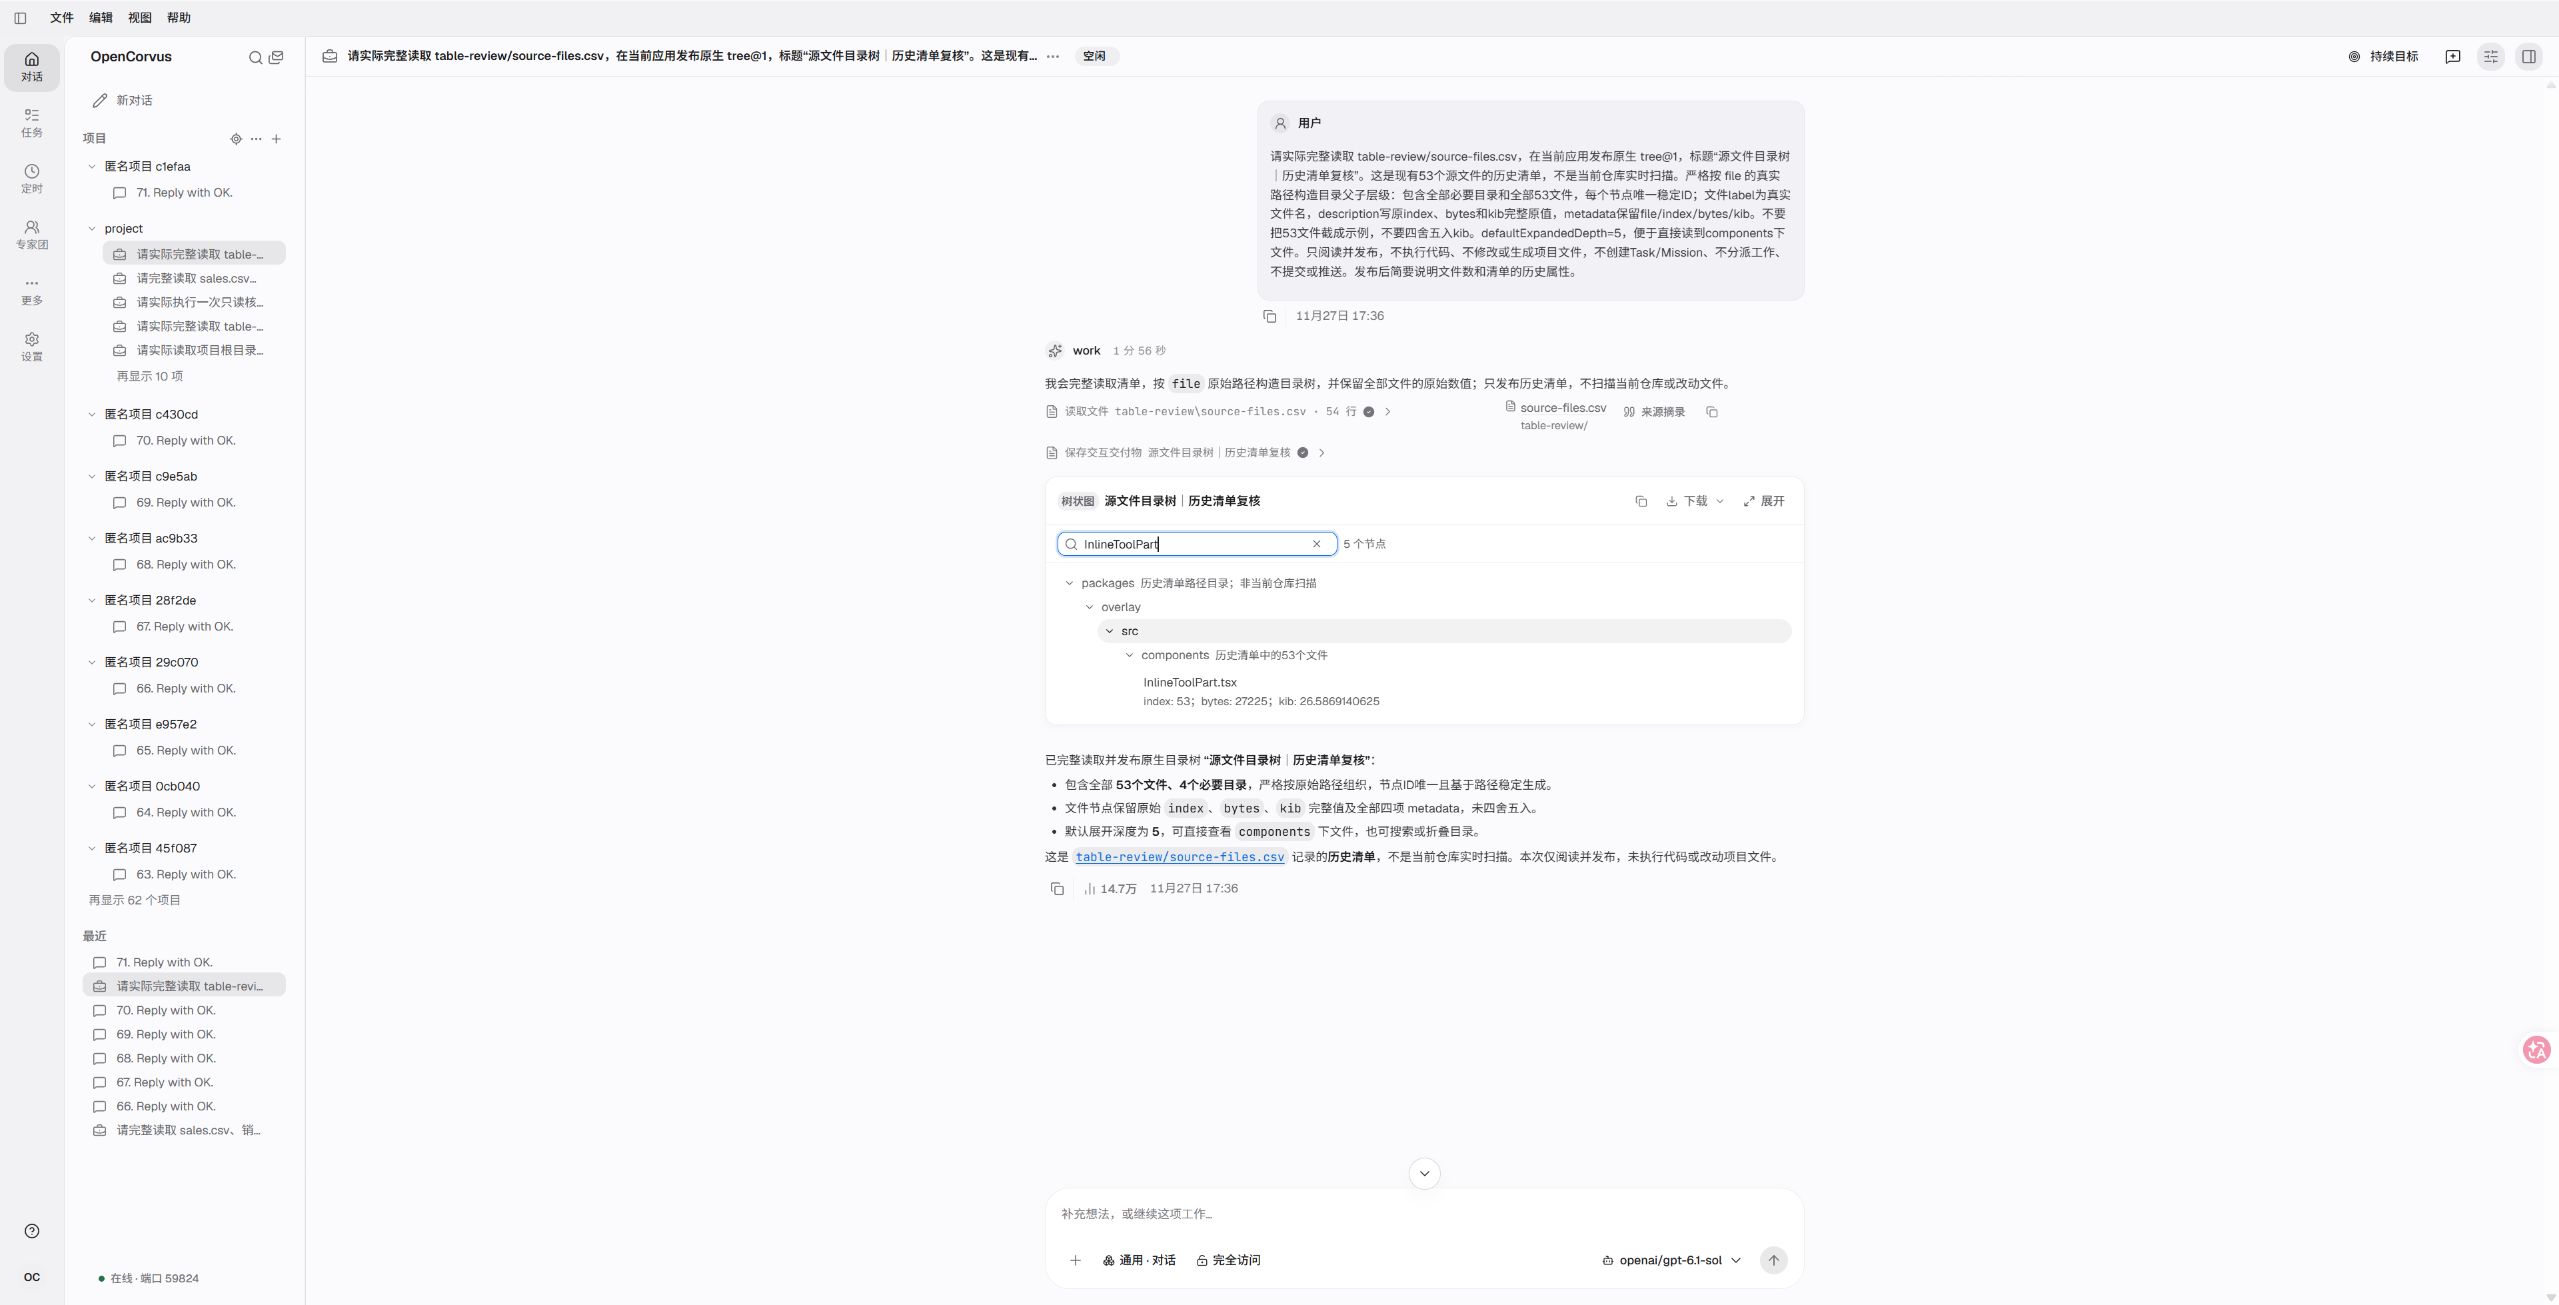 文件 编辑 视图 帮助
对话
任务
定时
专家团
更多
设置
OC
OpenCorvus
新对话
项目
匿名项目 c1efaa
71. Reply with OK.
project
请实际完整读取 table-...
请完整读取 sales.csv...
请实际执行一次只读核...
请实际完整读取 table-...
请实际读取项目根目录...
再显示 10 项
匿名项目 c430cd
70. Reply with OK.
匿名项目 c9e5ab
69. Reply with OK.
匿名项目 ac9b33
68. Reply with OK.
匿名项目 28f2de
67. Reply with OK.
匿名项目 29c070
66. Reply with OK.
匿名项目 e957e2
65. Reply with OK.
匿名项目 0cb040
64. Reply with OK.
匿名项目 45f087
63. Reply with OK.
再显示 62 个项目
最近
71. Reply with OK.
请实际完整读取 table-revi...
70. Reply with OK.
69. Reply with OK.
68. Reply with OK.
67. Reply with OK.
66. Reply with OK.
请完整读取 sales.csv、销...
在线 · 端口 59824
请实际完整读取 table-review/source-files.csv，在当前应用发布原生 tree@1，标题“源文件目录树｜历史清单复核”。这是现有... ··· 空闲
持续目标
用户
请实际完整读取 table-review/source-files.csv，在当前应用发布原生 tree@1，标题“源文件目录树
｜历史清单复核”。这是现有53个源文件的历史清单，不是当前仓库实时扫描。严格按 file 的真实
路径构造目录父子层级：包含全部必要目录和全部53文件，每个节点唯一稳定ID；文件label为真实
文件名，description写原index、bytes和kib完整原值，metadata保留file/index/bytes/kib。不要
把53文件截成示例，不要四舍五入kib。defaultExpandedDepth=5，便于直接读到components下
文件。只阅读并发布，不执行代码、不修改或生成项目文件，不创建Task/Mission、不分派工作、
不提交或推送。发布后简要说明文件数和清单的历史属性。
11月27日 17:36
work 1 分 56 秒
我会完整读取清单，按 file 原始路径构造目录树，并保留全部文件的原始数值；只发布历史清单，不扫描当前仓库或改动文件。
读取文件 table-review\source-files.csv · 54 行
source-files.csv
table-review/
来源摘录
保存交互交付物 源文件目录树｜历史清单复核
树状图 源文件目录树｜历史清单复核
下载
展开
InlineToolPart
5 个节点
packages 历史清单路径目录；非当前仓库扫描
overlay
src
components 历史清单中的53个文件
InlineToolPart.tsx
index: 53；bytes: 27225；kib: 26.5869140625
已完整读取并发布原生目录树 “源文件目录树｜历史清单复核”：
• 包含全部 53个文件、4个必要目录，严格按原始路径组织，节点ID唯一且基于路径稳定生成。
• 文件节点保留原始 index、bytes、kib 完整值及全部四项 metadata，未四舍五入。
• 默认展开深度为 5，可直接查看 components 下文件，也可搜索或折叠目录。
这是 table-review/source-files.csv 记录的历史清单，不是当前仓库实时扫描。本次仅阅读并发布，未执行代码或改动项目文件。
14.7万 11月27日 17:36
补充想法，或继续这项工作...
通用 · 对话
完全访问
openai/gpt-6.1-sol